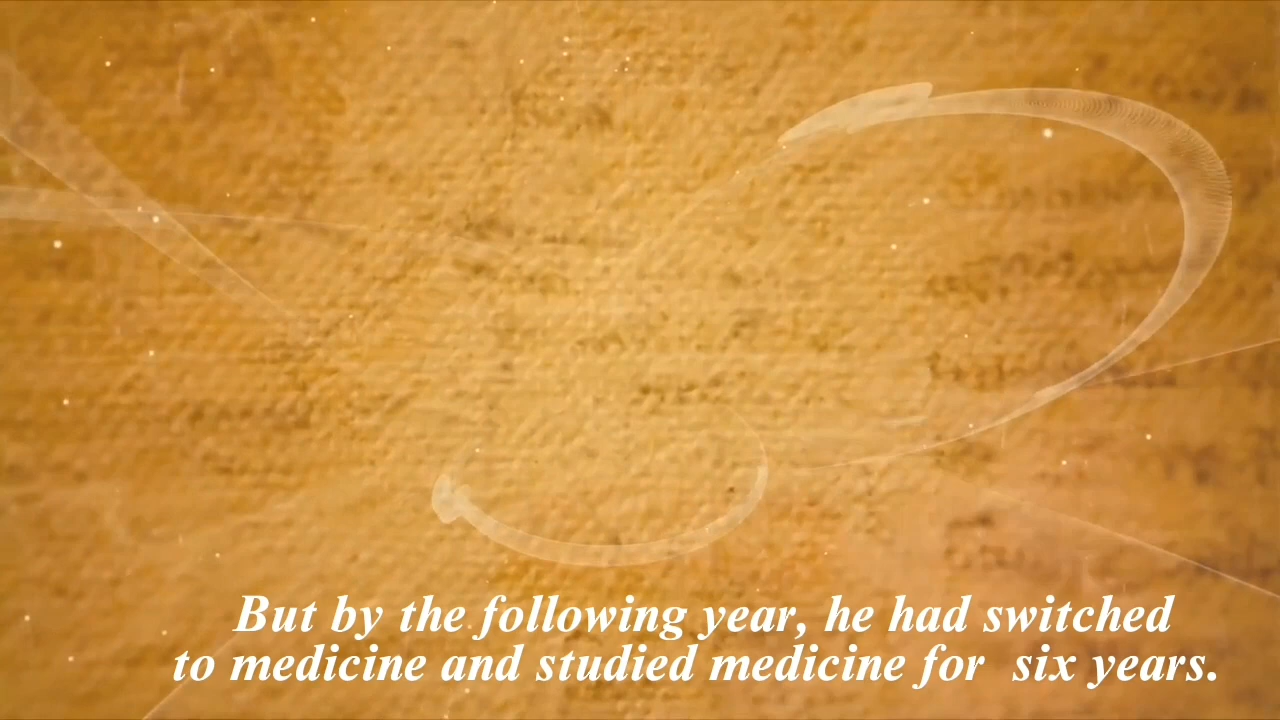 But by the following year, he had switched
to medicine and studied medicine for  six years.